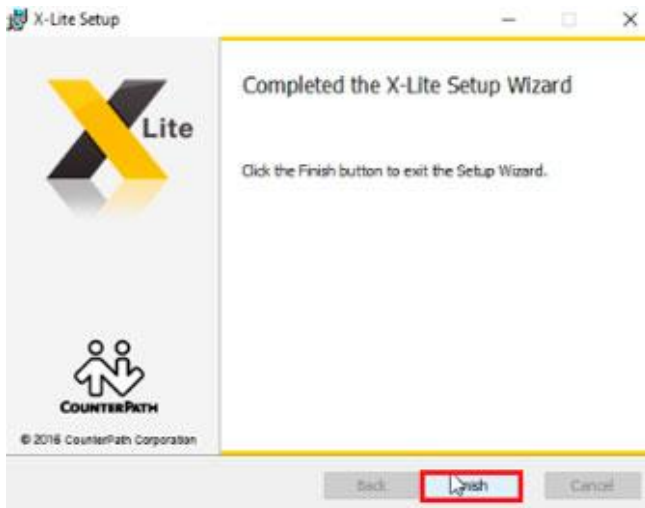 X-Lite Setup
Completed the X-Lite Setup Wizard
X Lite
Click the Finish button to exit the Setup Wizard.
COUNTERPATH
© 2016 CounterPath Corporation
Back Finish Cancel